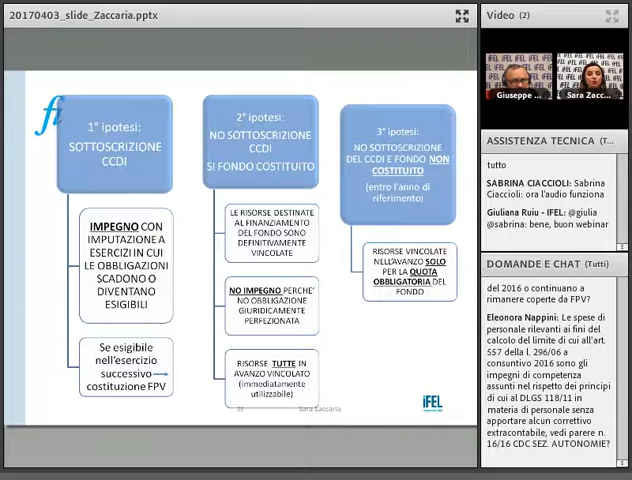 20170403_slide_Zaccaria.pptx
fi
1° ipotesi:
SOTTOSCRIZIONE
CCDI
IMPEGNO CON
IMPUTAZIONE A
ESERCIZI IN CUI
LE OBBLIGAZIONI
SCADONO O
DIVENTANO
ESIGIBILI
Se esigibile
nell'esercizio
successivo
costituzione FPV
2° ipotesi:
NO SOTTOSCRIZIONE
CCDI
SI FONDO COSTITUITO
LE RISORSE DESTINATE
AL FINANZIAMENTO
DEL FONDO SONO
DEFINITIVAMENTE
VINCOLATE
NO IMPEGNO PERCHE'
NO OBBLIGAZIONE
GIURIDICAMENTE
PERFEZIONATA
RISORSE TUTTE IN
AVANZO VINCOLATO
(immediatamente
utilizzabile)
3° ipotesi:
NO SOTTOSCRIZIONE
DEL CCDI E FONDO NON
COSTITUITO
(entro l'anno di
riferimento)
RISORSE VINCOLATE
NELL'AVANZO SOLO
PER LA QUOTA
OBBLIGATORIA DEL
FONDO
Sara Zaccaria
iFEL
Video (2)
Giuseppe ...
Sara Zacc...
ASSISTENZA TECNICA (T...
tutto
SABRINA CIACCIOLI: Sabrina
Ciaccioli: ora l'audio funziona
Giuliana Ruiu - IFEL: @giulia
@sabrina: bene, buon webinar
DOMANDE E CHAT (Tutti)
del 2016 o continuano a
rimanere coperte da FPV?
Eleonora Nappini: Le spese di
personale rilevanti ai fini del
calcolo del limite di cui all'art.
557 della l. 296/06 a
consuntivo 2016 sono gli
impegni di competenza
assunti nel rispetto dei principi
di cui al DLGS 118/11 in
materia di personale senza
apportare alcun correttivo
extracontabile, vedi parere n.
16/16 CDC SEZ. AUTONOMIE?